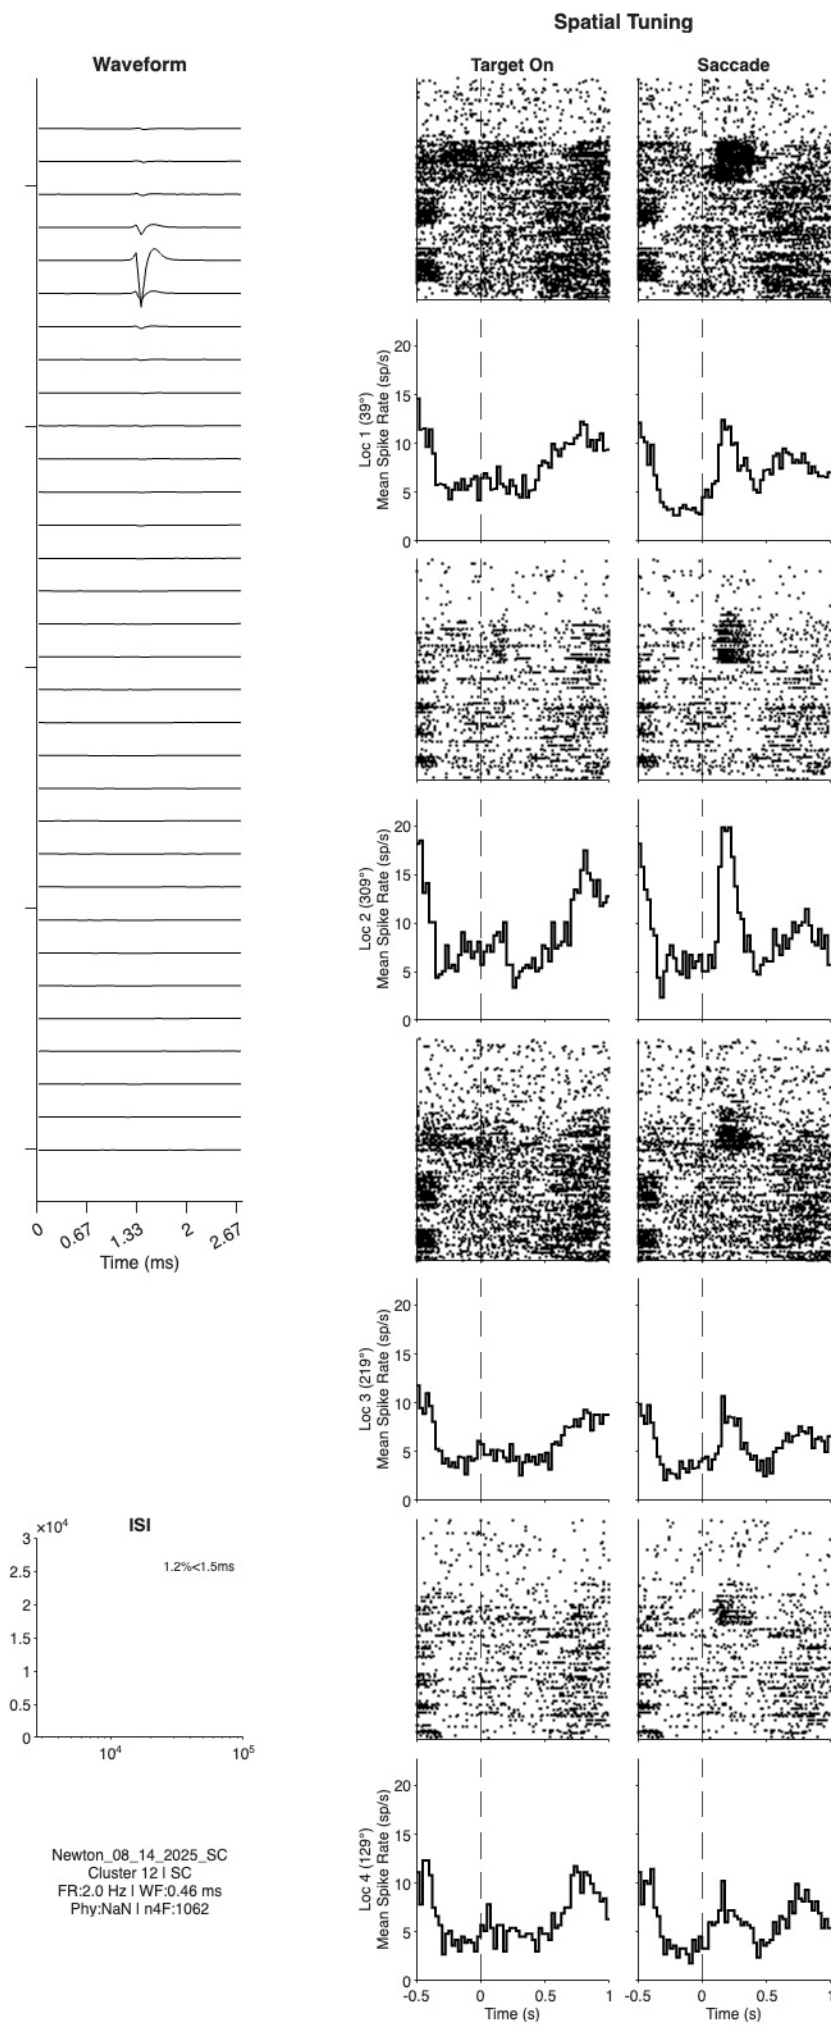 Spatial Tuning
Waveform
Target On
Saccade
0
0.67
1.33
2
2.67
Time (ms)
20
15
10
5
0
Loc 1 (39°)
Mean Spike Rate (sp/s)
20
15
10
5
0
Loc 2 (309°)
Mean Spike Rate (sp/s)
20
15
10
5
0
Loc 3 (219°)
Mean Spike Rate (sp/s)
20
15
10
5
0
Loc 4 (129°)
Mean Spike Rate (sp/s)
-0.5 0 0.5 1
Time (s)
-0.5 0 0.5 1
Time (s)
×10⁴
ISI
1.2%<1.5ms
3
2.5
2
1.5
1
0.5
0
10⁴ 10⁵
Newton_08_14_2025_SC
Cluster 12 | SC
FR:2.0 Hz | WF:0.46 ms
Phy:NaN | n4F:1062